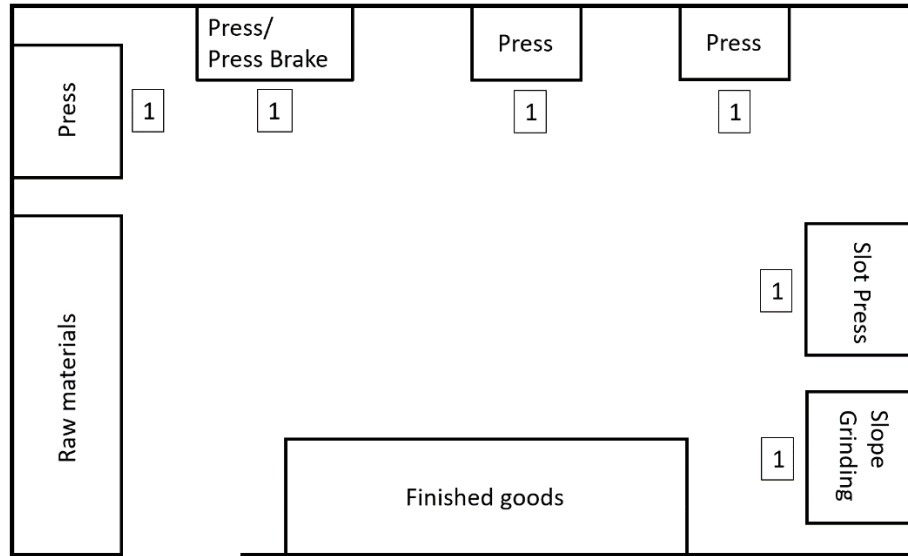 Press/
Press Brake
Press
Press
Press
1
1
1
1
Raw materials
1
Slot Press
1
Slope
Grinding
Finished goods